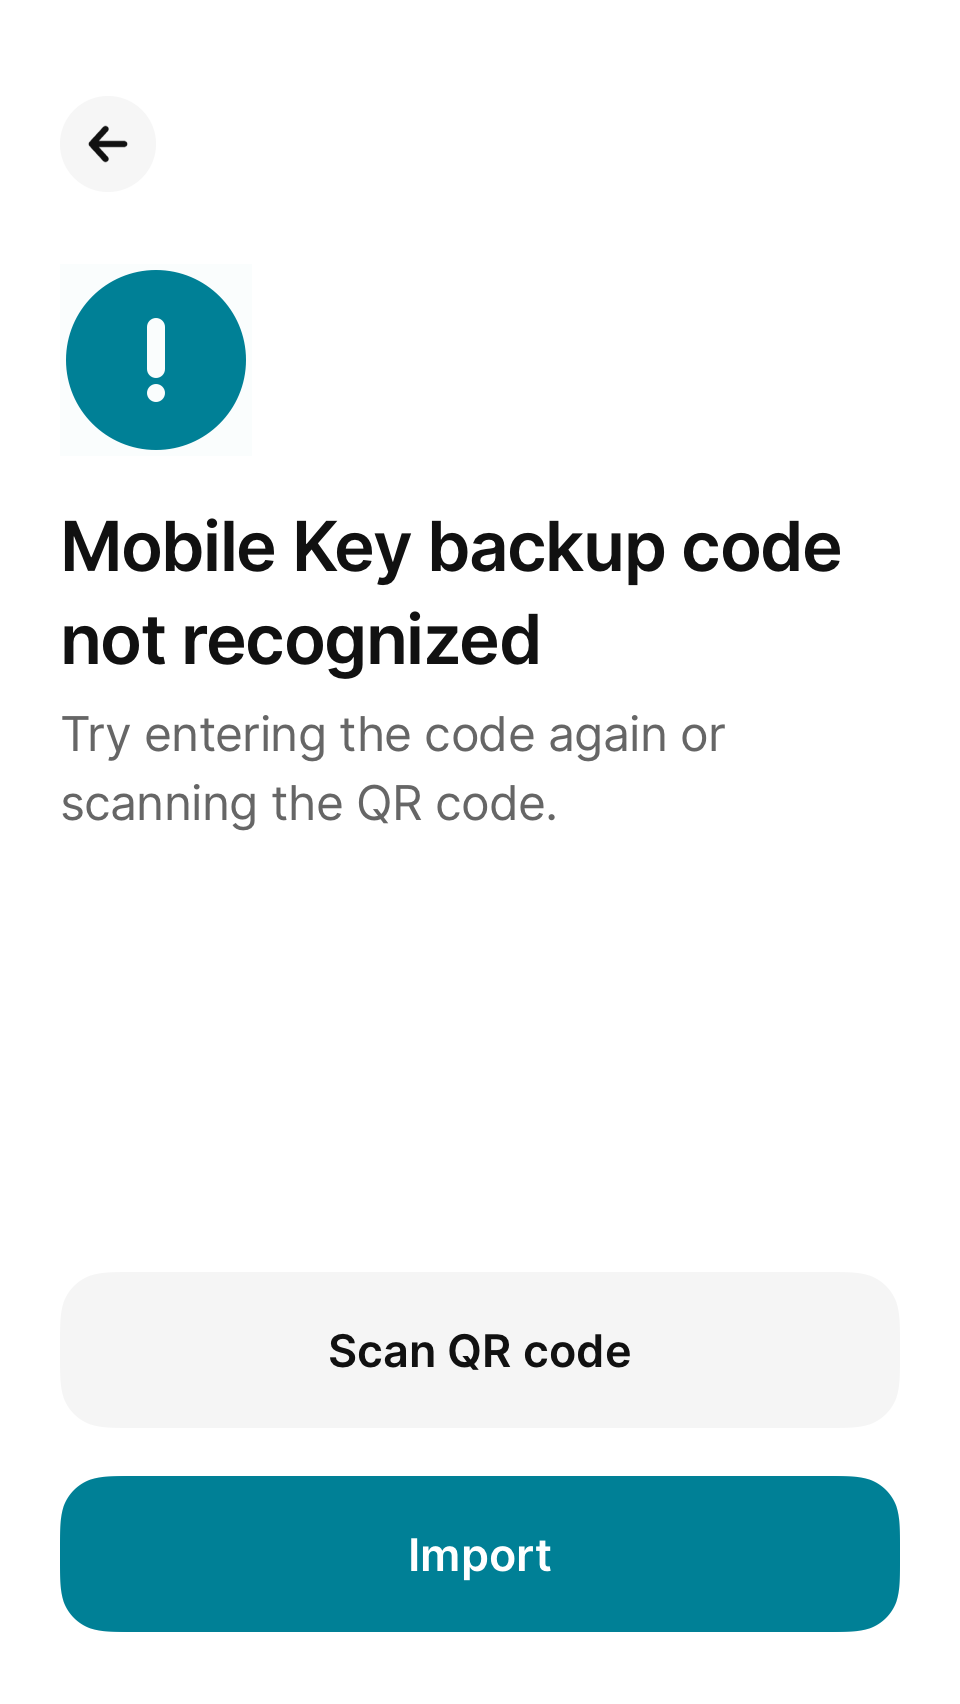 Mobile Key backup code
not recognized
Try entering the code again or
scanning the QR code.
Scan QR code
Import